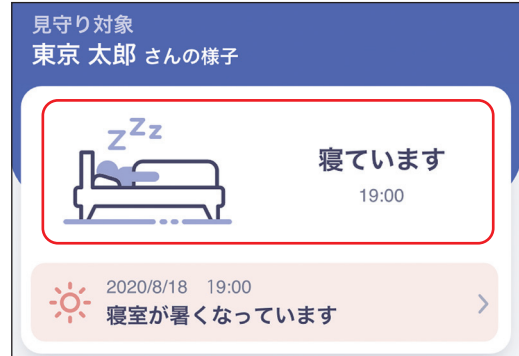 見守り対象
東京 太郎 さんの様子
zzz
寝ています
19:00
2020/8/18 19:00
寝室が暑くなっています